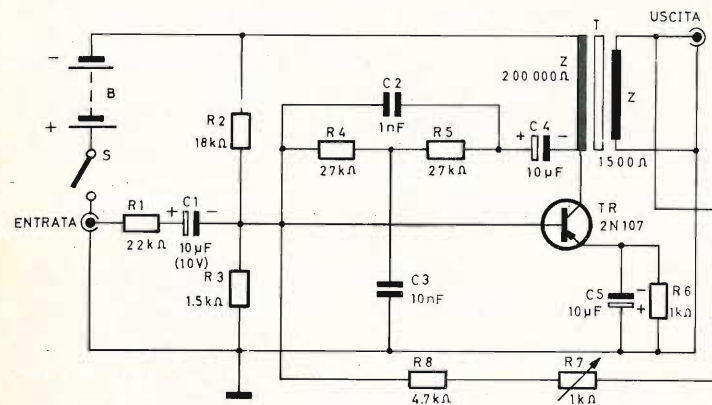 USCITA
T
-
B
+
S
Z
200 000Ω
Z
1500Ω
C2
1nF
R2
18kΩ
R4
27kΩ
R5
27kΩ
+ C4 -
10µF
ENTRATA
R1
22kΩ
+ C1 -
10µF
(10V)
TR
2N107
R3
1.5kΩ
C3
10nF
C5
10µF
-
+
R6
1kΩ
R8
4.7kΩ
R7
1kΩ